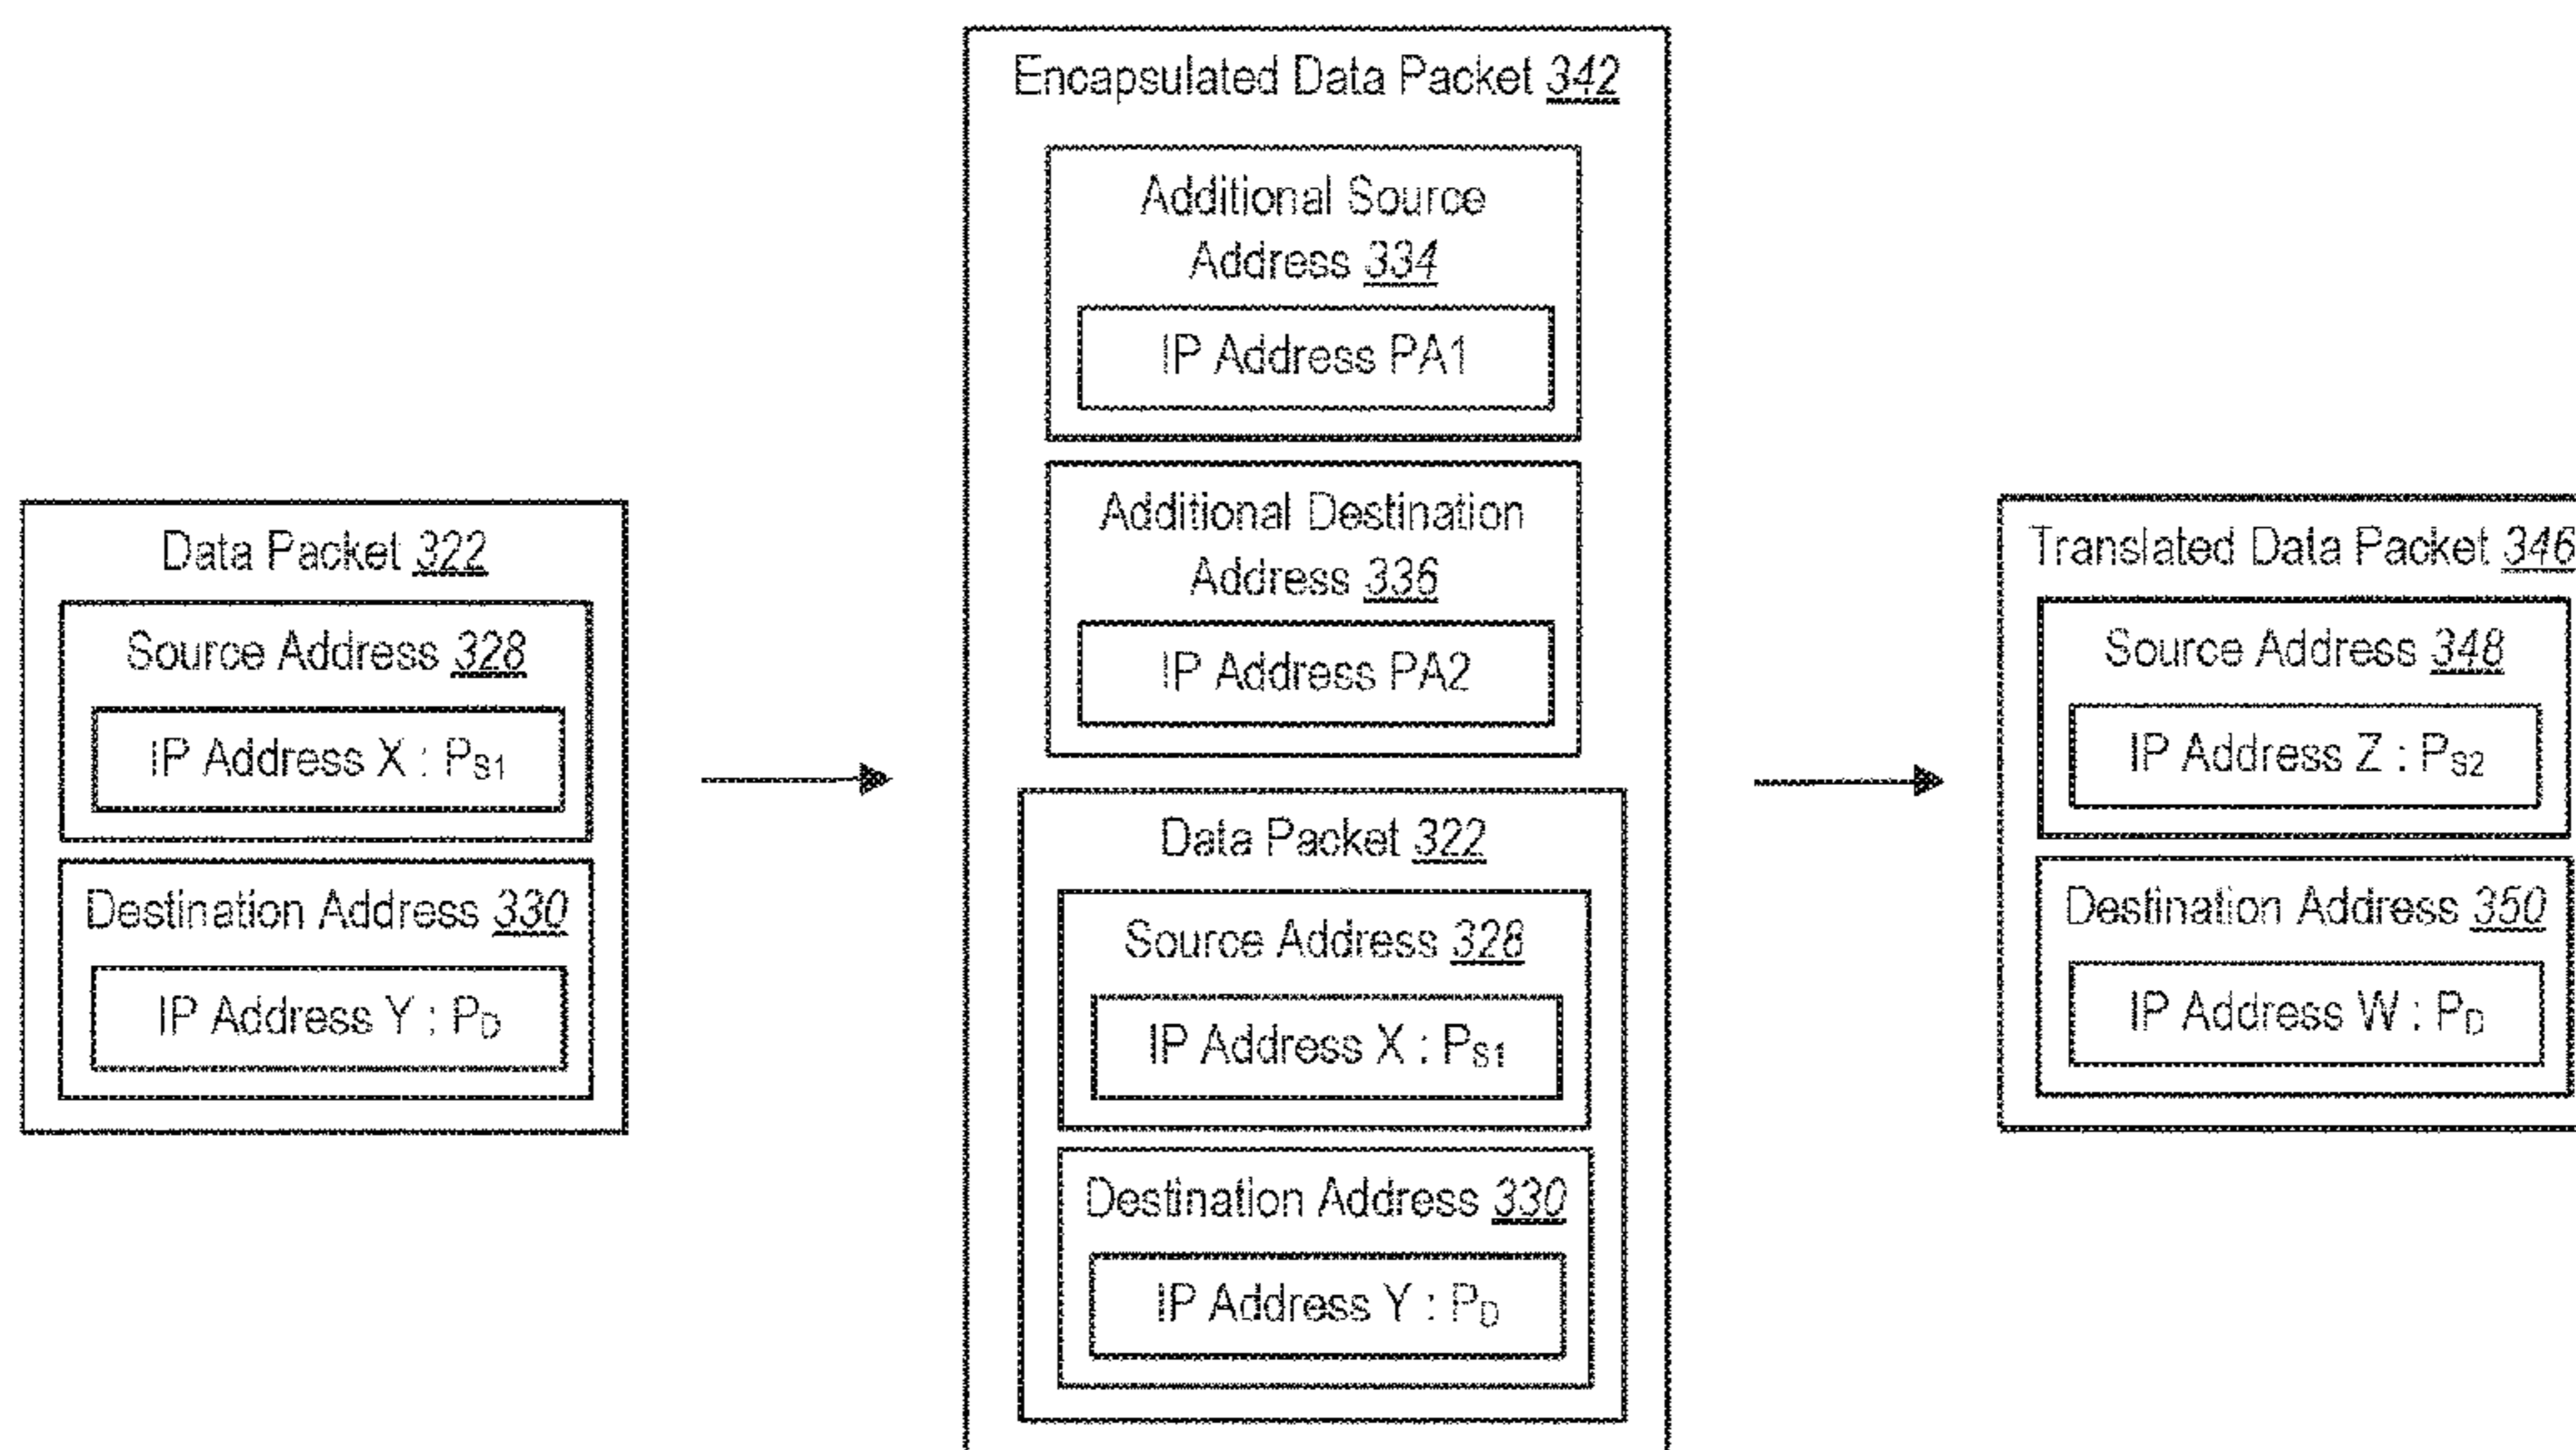 Data Packet 322
Source Address 328
IP Address X : PS1
Destination Address 330
IP Address Y : PD
Encapsulated Data Packet 342
Additional Source
Address 334
IP Address PA1
Additional Destination
Address 336
IP Address PA2
Data Packet 322
Source Address 328
IP Address X : PS1
Destination Address 330
IP Address Y : PD
Translated Data Packet 346
Source Address 348
IP Address Z : PS2
Destination Address 350
IP Address W : PD